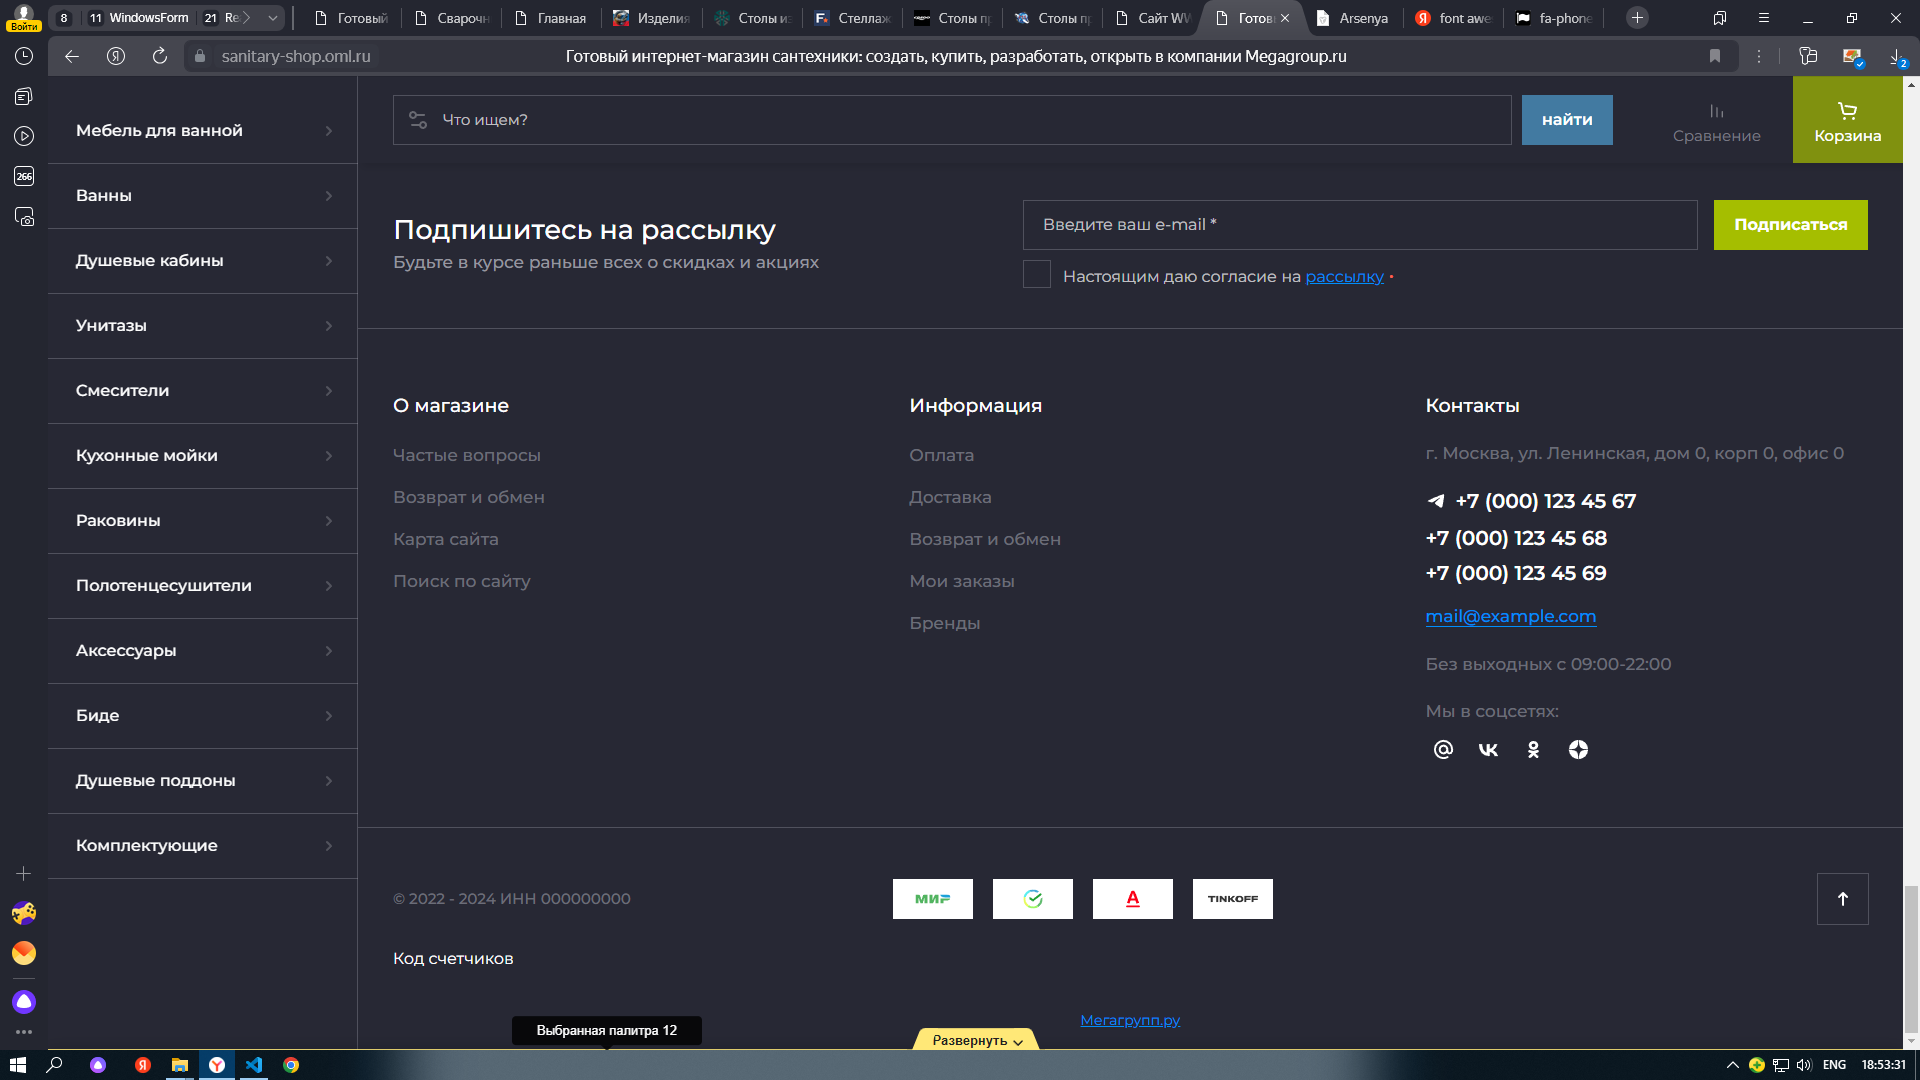 Войти
8
11 WindowsForm
21 Re
Готовый
Сварочн
Главная
Изделия
Столы из
Стеллаж
Столы пр
Столы пр
Сайт WW
Готов
Arsenya
font awe
fa-phone
sanitary-shop.oml.ru
Готовый интернет-магазин сантехники: создать, купить, разработать, открыть в компании Megagroup.ru
2
266
Мебель для ванной
Ванны
Душевые кабины
Унитазы
Смесители
Кухонные мойки
Раковины
Полотенцесушители
Аксессуары
Биде
Душевые поддоны
Комплектующие
Что ищем?
найти
Сравнение
Корзина
Подпишитесь на рассылку
Будьте в курсе раньше всех о скидках и акциях
Введите ваш e-mail *
Подписаться
Настоящим даю согласие на рассылку •
О магазине
Частые вопросы
Возврат и обмен
Карта сайта
Поиск по сайту
Информация
Оплата
Доставка
Возврат и обмен
Мои заказы
Бренды
Контакты
г. Москва, ул. Ленинская, дом 0, корп 0, офис 0
+7 (000) 123 45 67
+7 (000) 123 45 68
+7 (000) 123 45 69
mail@example.com
Без выходных с 09:00-22:00
Мы в соцсетях:
© 2022 - 2024 ИНН 000000000
МИР
А
TINKOFF
Код счетчиков
Мегагрупп.ру
Выбранная палитра 12
Развернуть
ENG
18:53:31